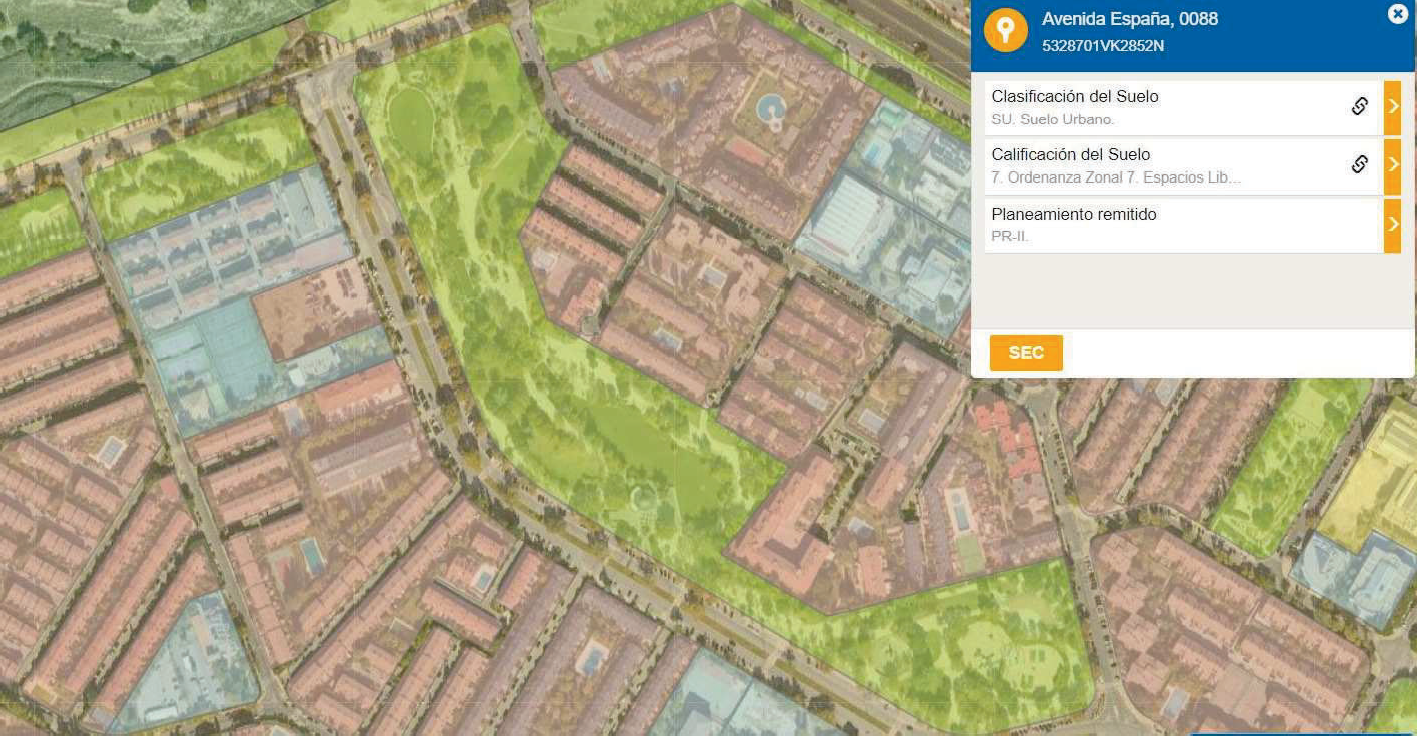 Avenida España, 0088
5328701VK2852N
Clasificación del Suelo
SU. Suelo Urbano.
Calificación del Suelo
7. Ordenanza Zonal 7. Espacios Lib...
Planeamiento remitido
PR-II.
SEC